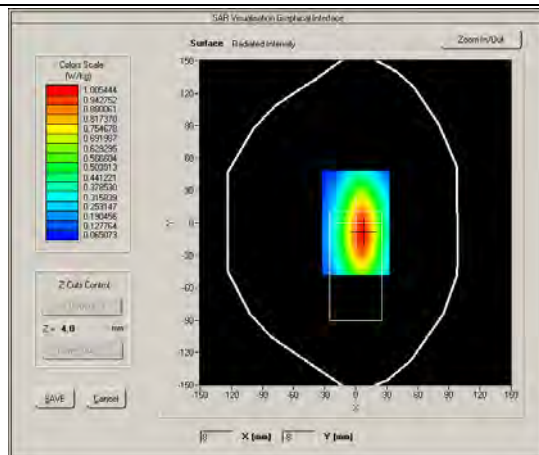 SAR Visualisation Graphical Interface
Surface Radiated Intensity
Zoom In/Out
Colors Scale
(W/kg)
1.005444
0.942752
0.880061
0.817370
0.754678
0.691987
0.629295
0.566604
0.503913
0.441221
0.378530
0.315839
0.253147
0.190456
0.127764
0.065073
150
120
90
60
30
0
-30
-60
-90
-120
-150
Y
-150 -120 -90 -60 -30 0 30 60 90 120 150
X
Z Cuts Control
Z = 4.0 mm
SAVE
Cancel
8 X (mm) -8 Y (mm)